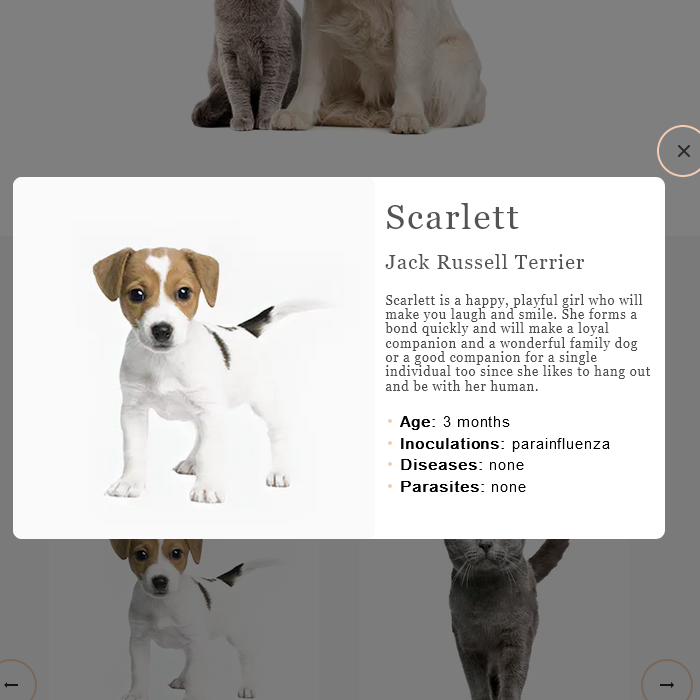 Scarlett
Jack Russell Terrier
Scarlett is a happy, playful girl who will
make you laugh and smile. She forms a
bond quickly and will make a loyal
companion and a wonderful family dog
or a good companion for a single
individual too since she likes to hang out
and be with her human.
Age: 3 months
Inoculations: parainfluenza
Diseases: none
Parasites: none